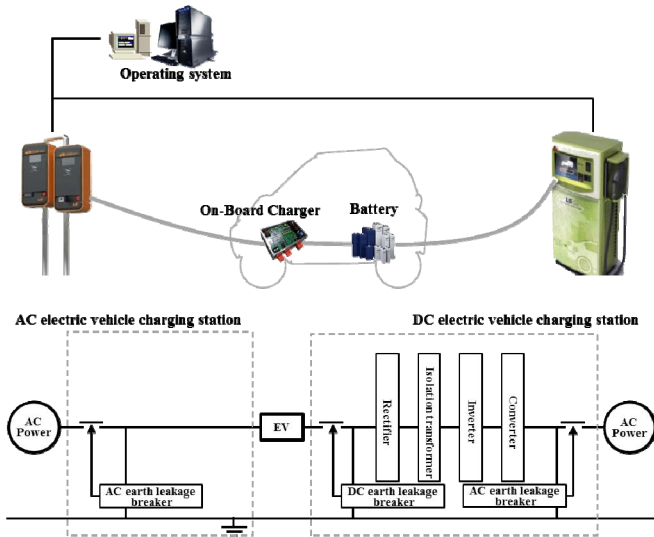 Operating system
On-Board Charger
Battery
AC electric vehicle charging station
DC electric vehicle charging station
AC
Power
EV
Rectifier
Isolation transformer
Inverter
Converter
AC
Power
AC earth leakage
breaker
DC earth leakage
breaker
AC earth leakage
breaker